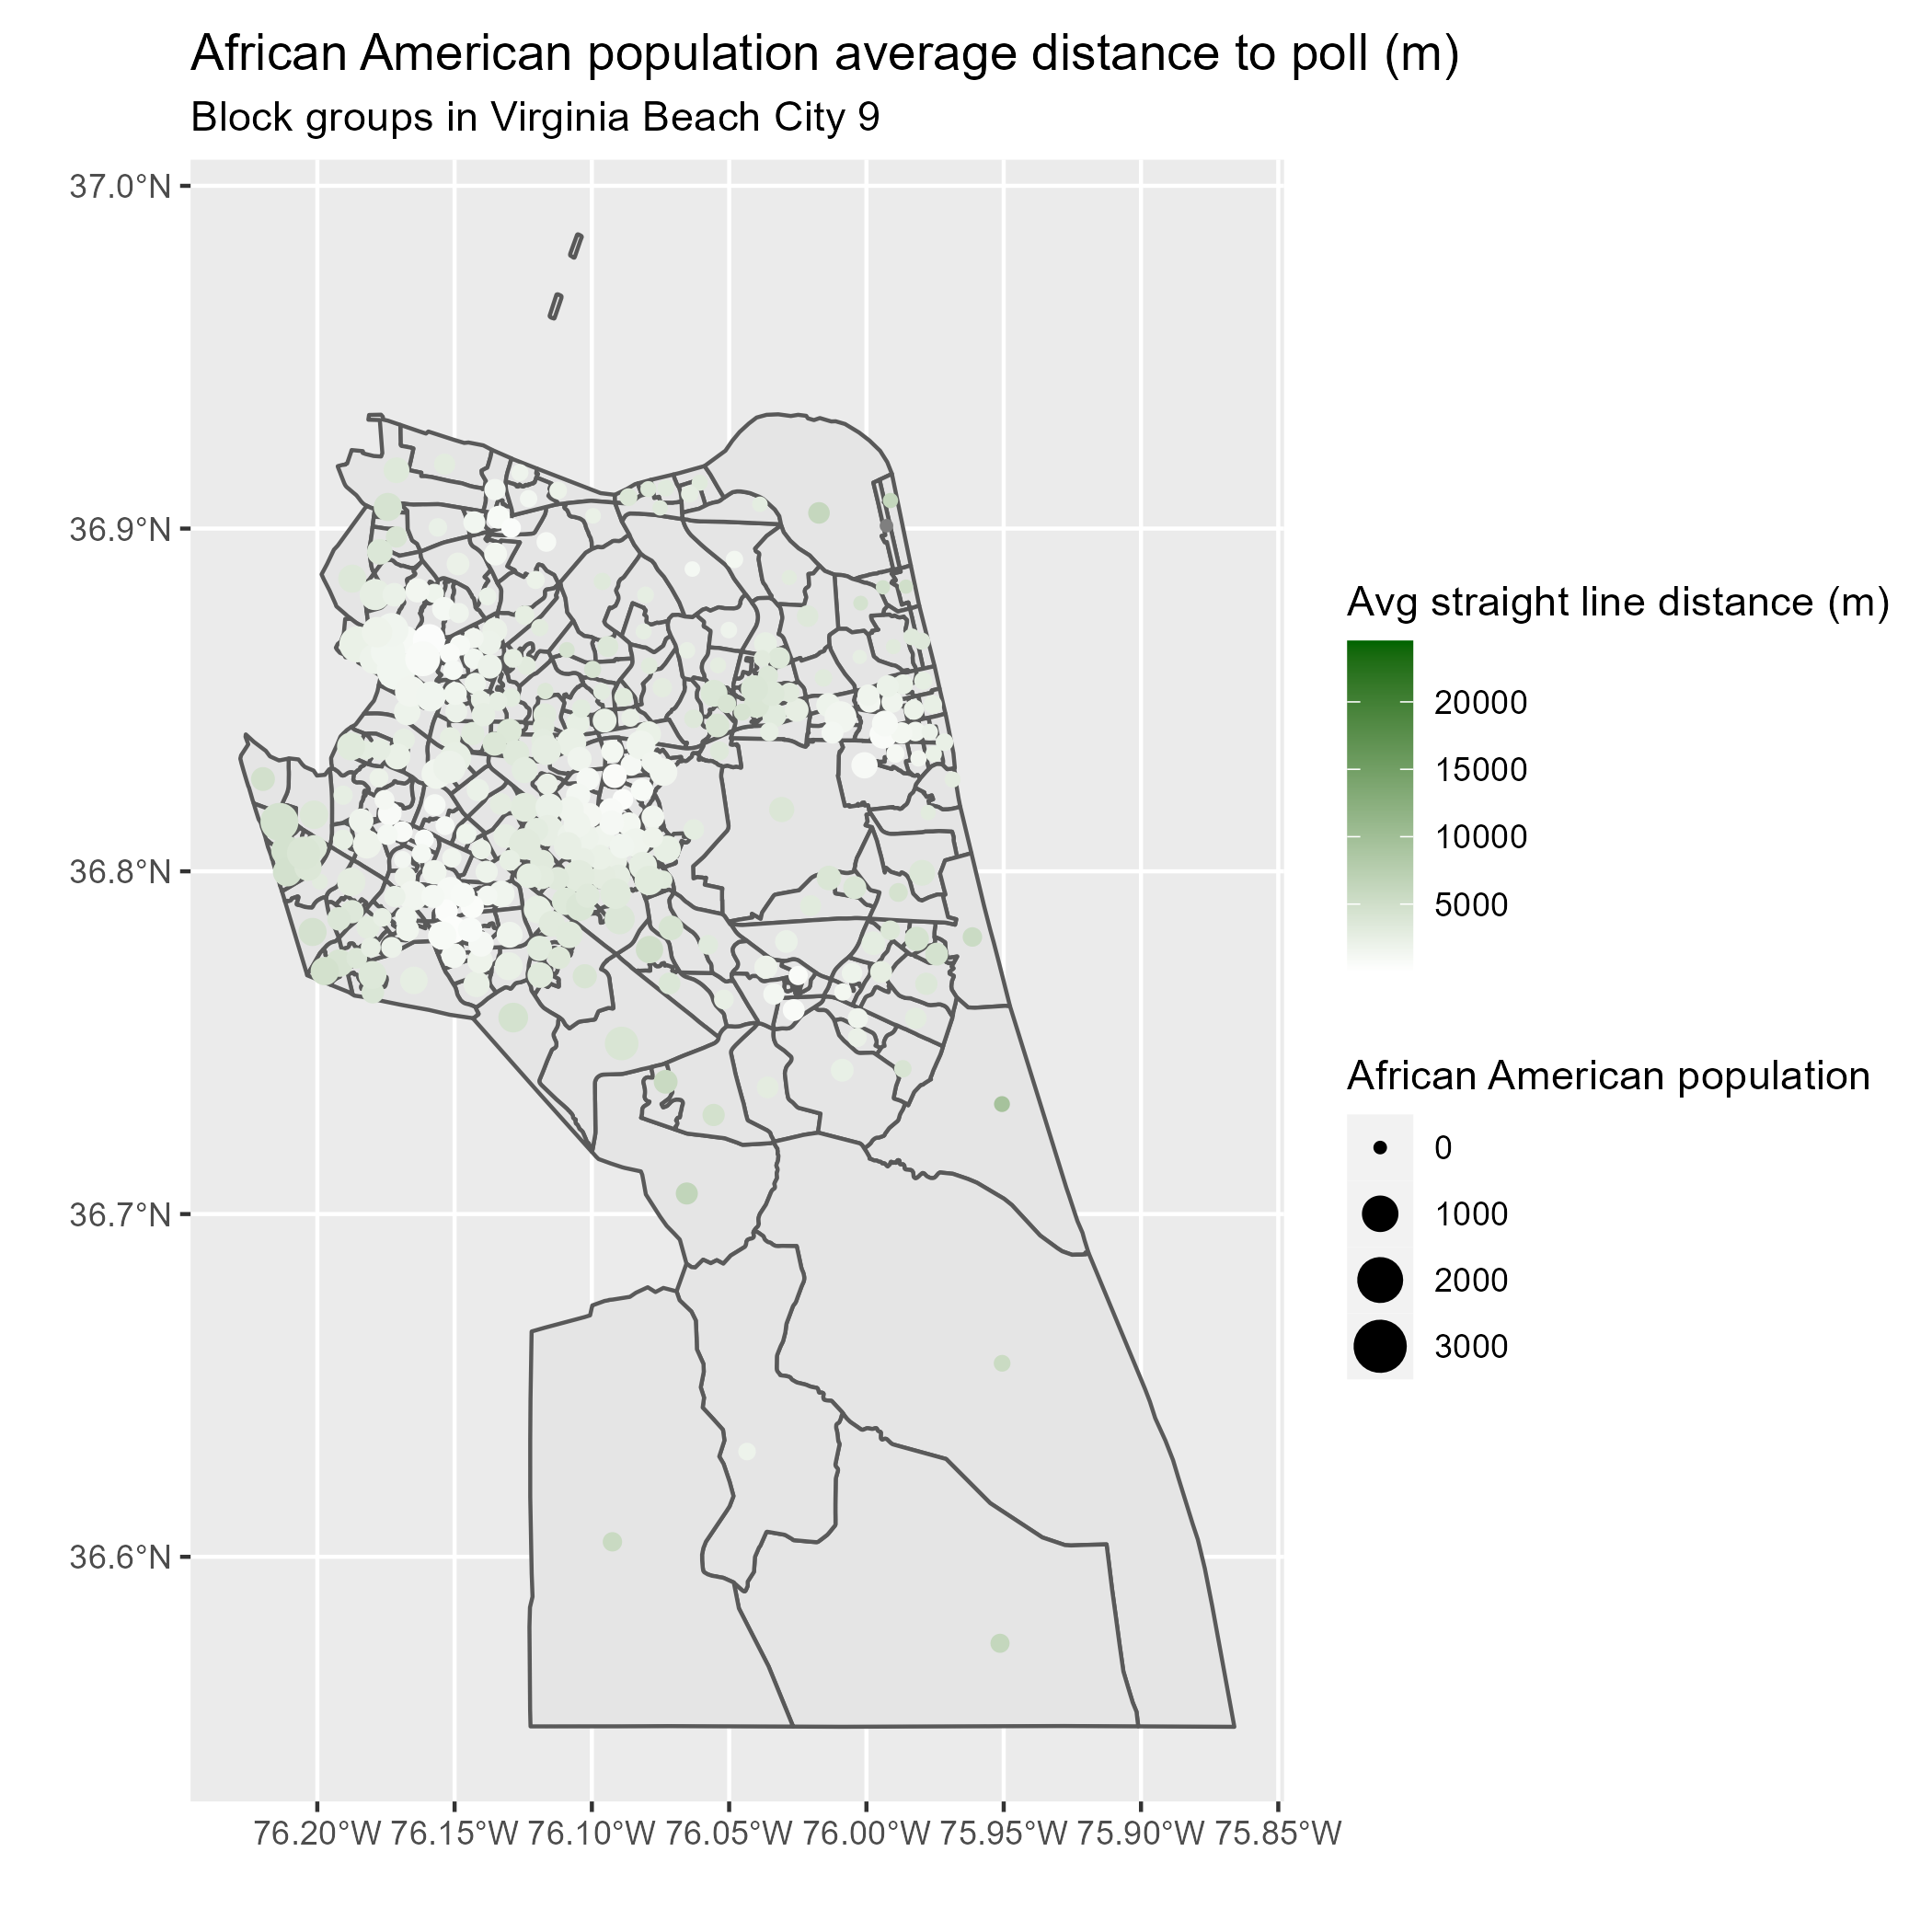 African American population average distance to poll (m)
Block groups in Virginia Beach City 9
37.0°N
36.9°N
36.8°N
36.7°N
36.6°N
76.20°W 76.15°W 76.10°W 76.05°W 76.00°W 75.95°W 75.90°W 75.85°W
Avg straight line distance (m)
20000
15000
10000
5000
African American population
0
1000
2000
3000